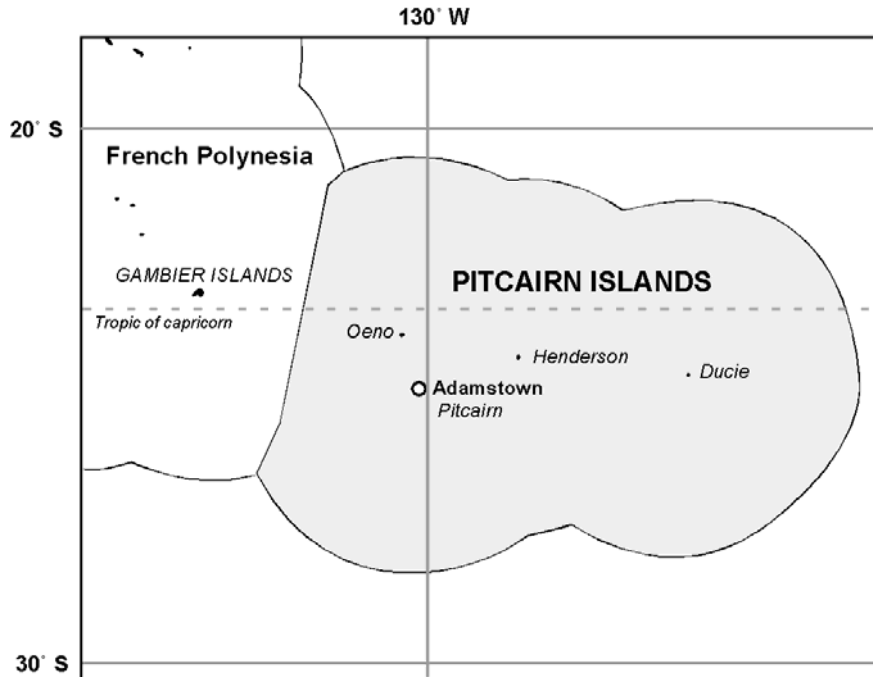 130° W
20° S
French Polynesia
GAMBIER ISLANDS
PITCAIRN ISLANDS
Tropic of capricorn
Oeno
Henderson
Ducie
Adamstown
Pitcairn
30° S